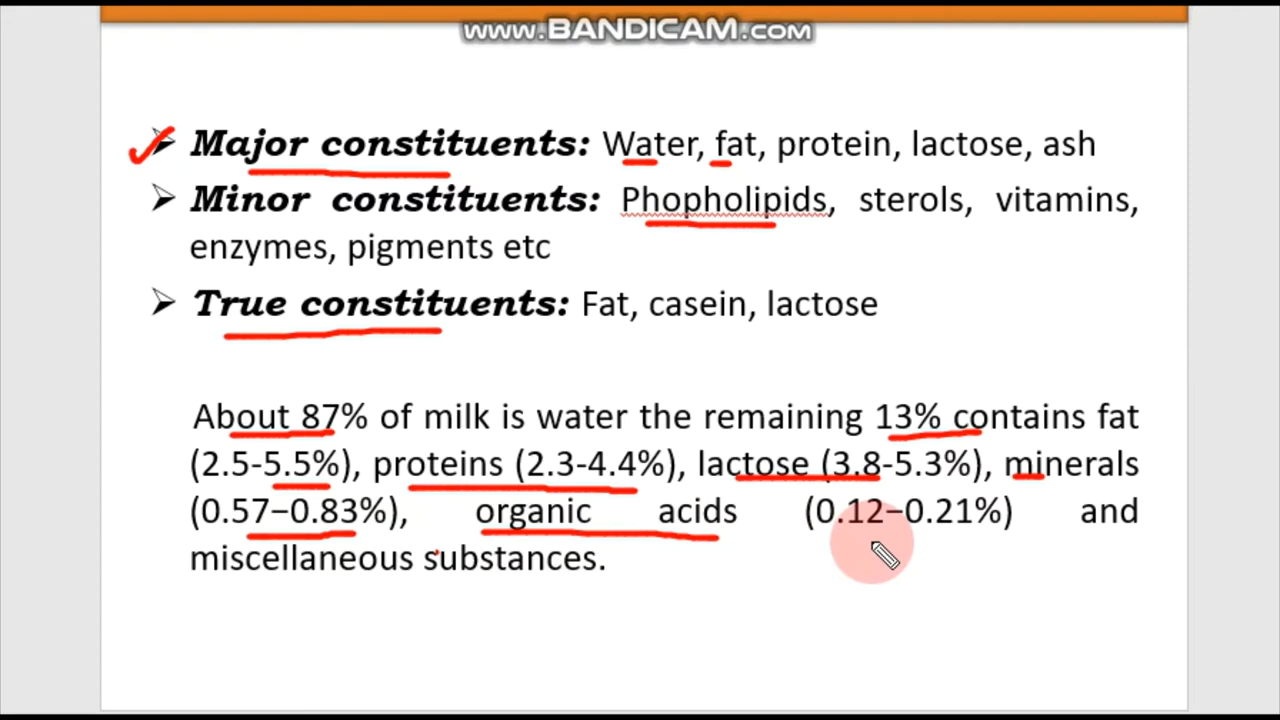 www.BANDICAM.com
Major constituents: Water, fat, protein, lactose, ash
Minor constituents: Phopholipids, sterols, vitamins,
enzymes, pigments etc
True constituents: Fat, casein, lactose
About 87% of milk is water the remaining 13% contains fat
(2.5-5.5%), proteins (2.3-4.4%), lactose (3.8-5.3%), minerals
(0.57–0.83%), organic acids (0.12–0.21%) and
miscellaneous substances.